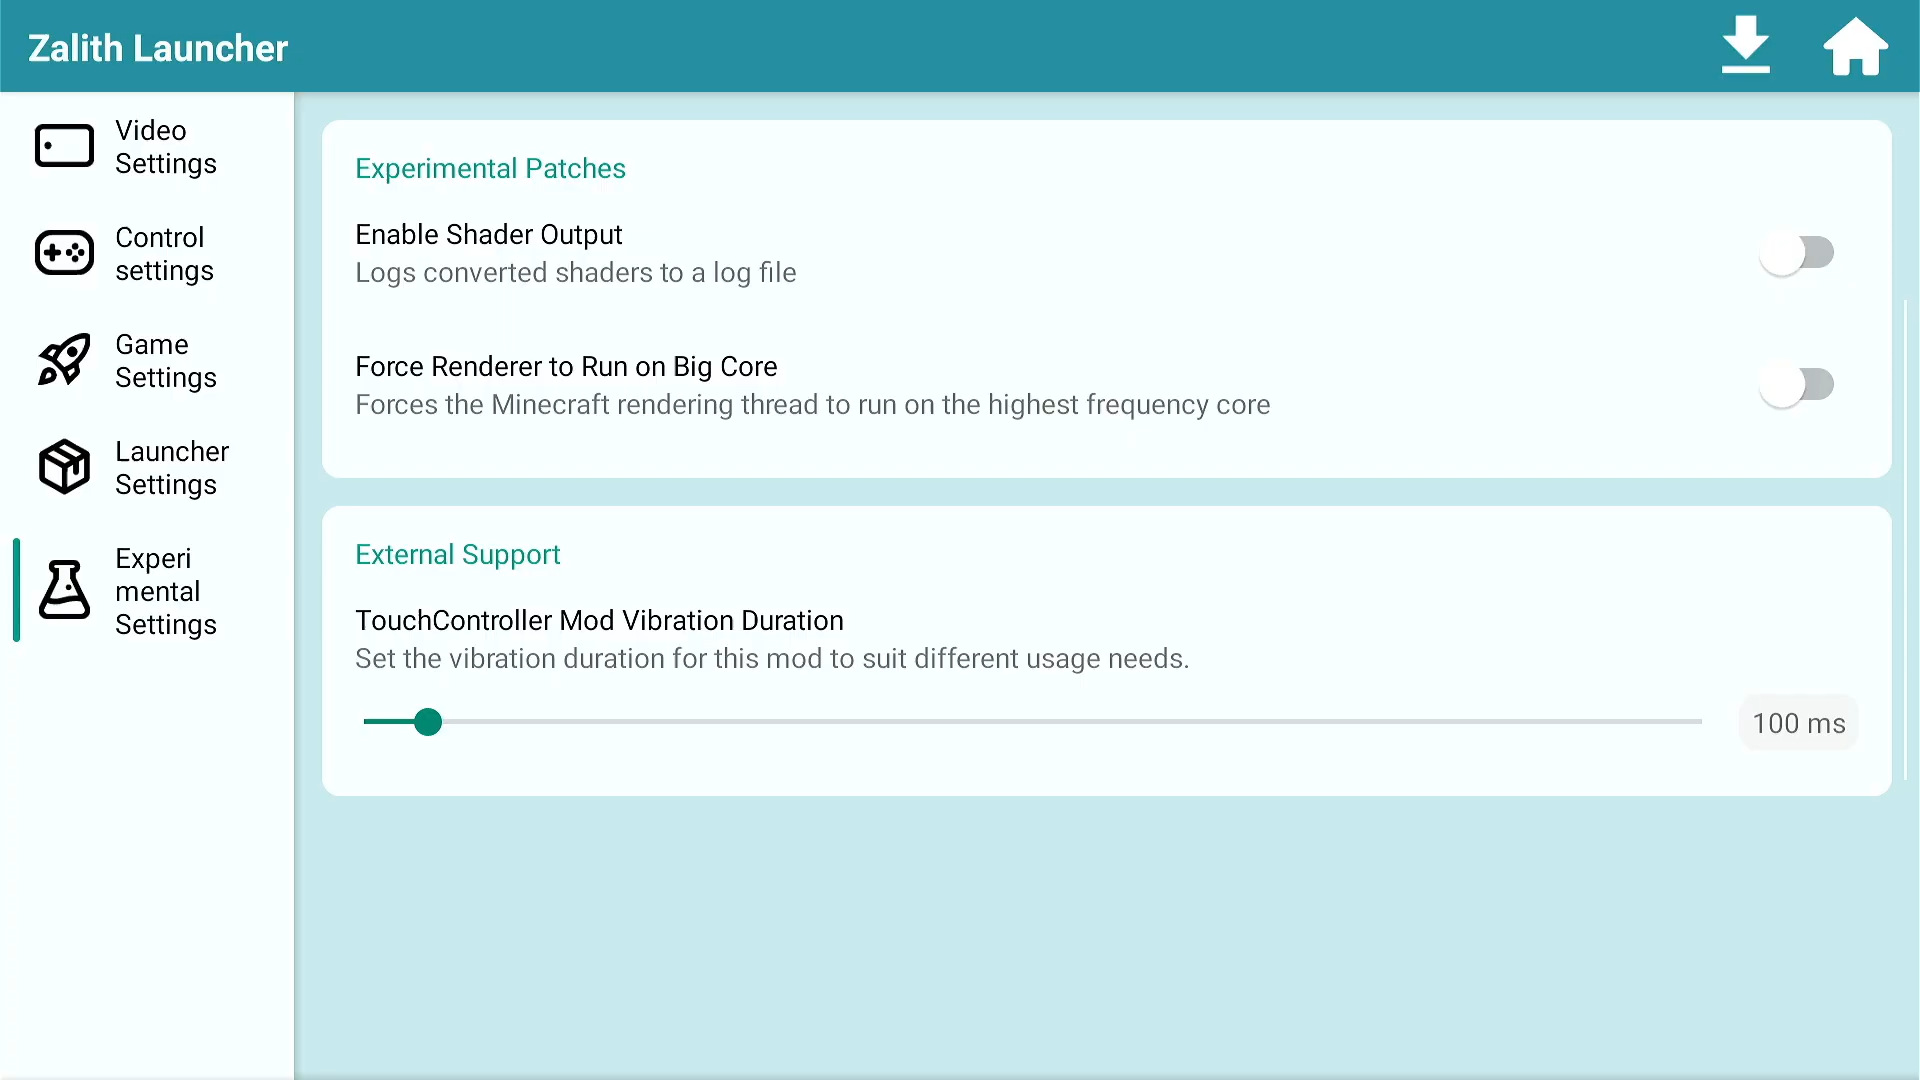 Zalith Launcher
Video
Settings
Control
settings
Game
Settings
Launcher
Settings
Experi
mental
Settings
Experimental Patches
Enable Shader Output
Logs converted shaders to a log file
Force Renderer to Run on Big Core
Forces the Minecraft rendering thread to run on the highest frequency core
External Support
TouchController Mod Vibration Duration
Set the vibration duration for this mod to suit different usage needs.
100 ms